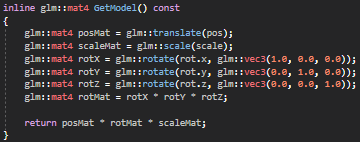 inline glm::mat4 GetModel() const
{
glm::mat4 posMat = glm::translate(pos);
glm::mat4 scaleMat = glm::scale(scale);
glm::mat4 rotX = glm::rotate(rot.x, glm::vec3(1.0, 0.0, 0.0));
glm::mat4 rotY = glm::rotate(rot.y, glm::vec3(0.0, 1.0, 0.0));
glm::mat4 rotZ = glm::rotate(rot.z, glm::vec3(0.0, 0.0, 1.0));
glm::mat4 rotMat = rotX * rotY * rotZ;
return posMat * rotMat * scaleMat;
}